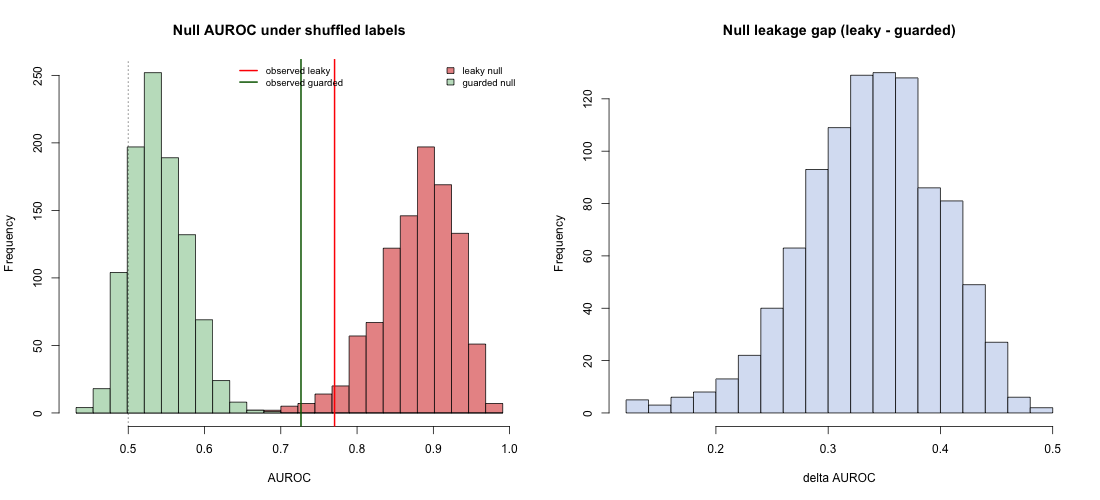 Null AUROC under shuffled labels
observed leaky
observed guarded
leaky null
guarded null
Frequency
0
50
100
150
200
250
0.5
0.6
0.7
0.8
0.9
1.0
AUROC
Null leakage gap (leaky - guarded)
Frequency
0
20
40
60
80
100
120
0.2
0.3
0.4
0.5
delta AUROC